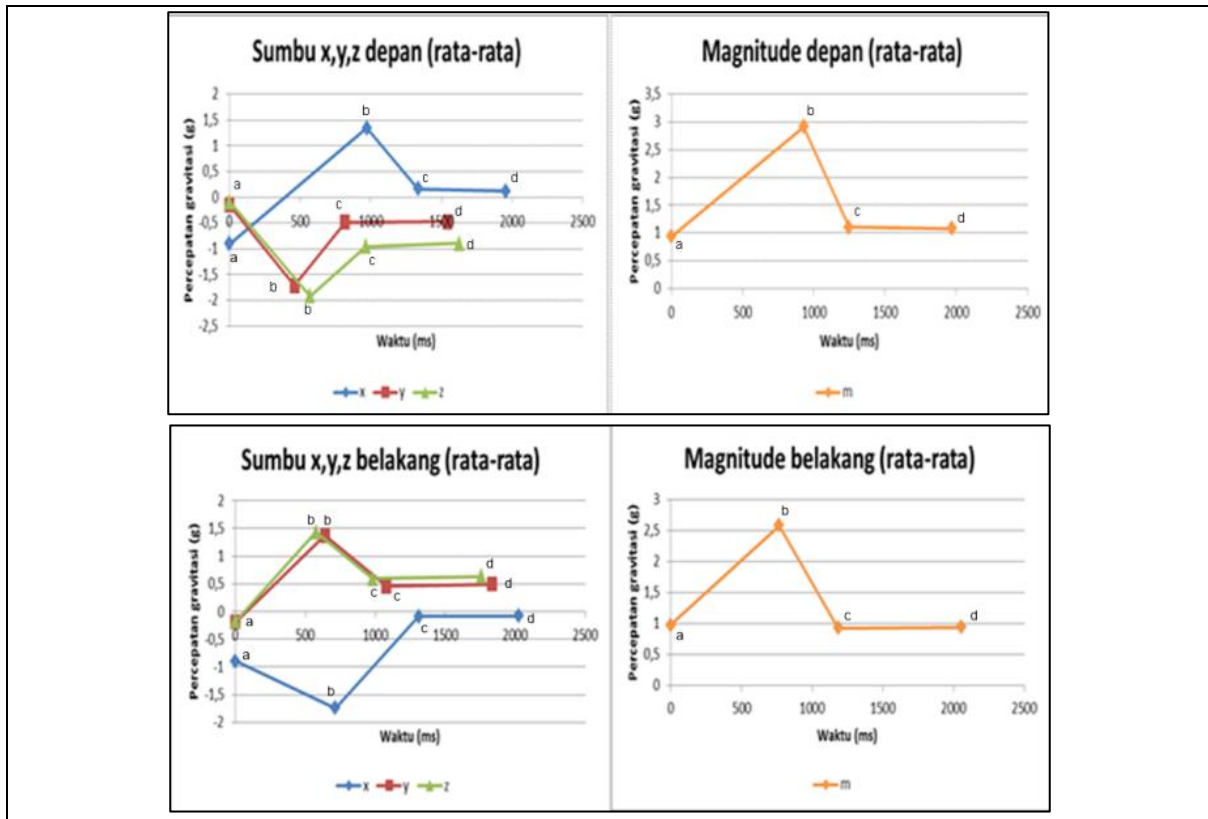 Sumbu x,y,z depan (rata-rata)
Percepatan gravitasi (g)
2
1,5
1
0,5
0
-0,5
-1
-1,5
-2
-2,5
0
500
1000
1500
2000
2500
a
a
b
b
b
c
c
c
d
d
d
Waktu (ms)
x y z
Magnitude depan (rata-rata)
Percepatan gravitasi (g)
3,5
3
2,5
2
1,5
1
0,5
0
0
500
1000
1500
2000
2500
a
b
c
d
Waktu (ms)
m
Sumbu x,y,z belakang (rata-rata)
Percepatan gravitasi (g)
2
1,5
1
0,5
0
-0,5
-1
-1,5
-2
0
500
1000
1500
2000
2500
a
a
b b
b
c
c
c
d
d
d
Waktu (ms)
x y z
Magnitude belakang (rata-rata)
Percepatan gravitasi (g)
3
2,5
2
1,5
1
0,5
0
0
500
1000
1500
2000
2500
a
b
c
d
Waktu (ms)
m